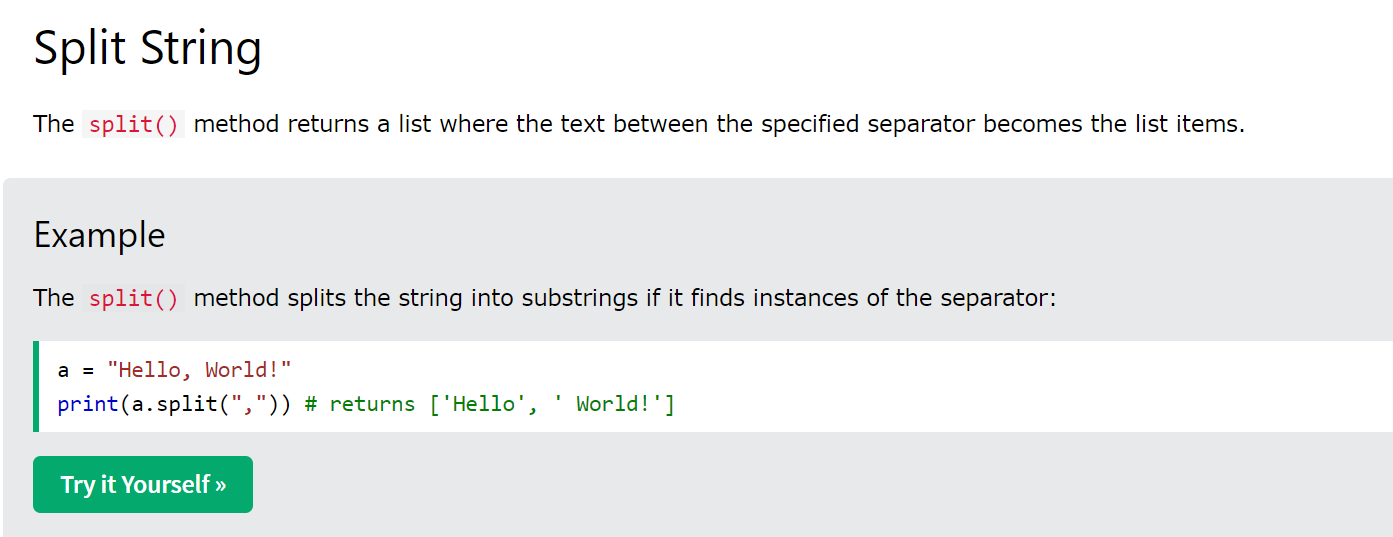 Split String
The split() method returns a list where the text between the specified separator becomes the list items.
Example
The split() method splits the string into substrings if it finds instances of the separator:
a = "Hello, World!"
print(a.split(",")) # returns ['Hello', ' World!']
Try it Yourself »